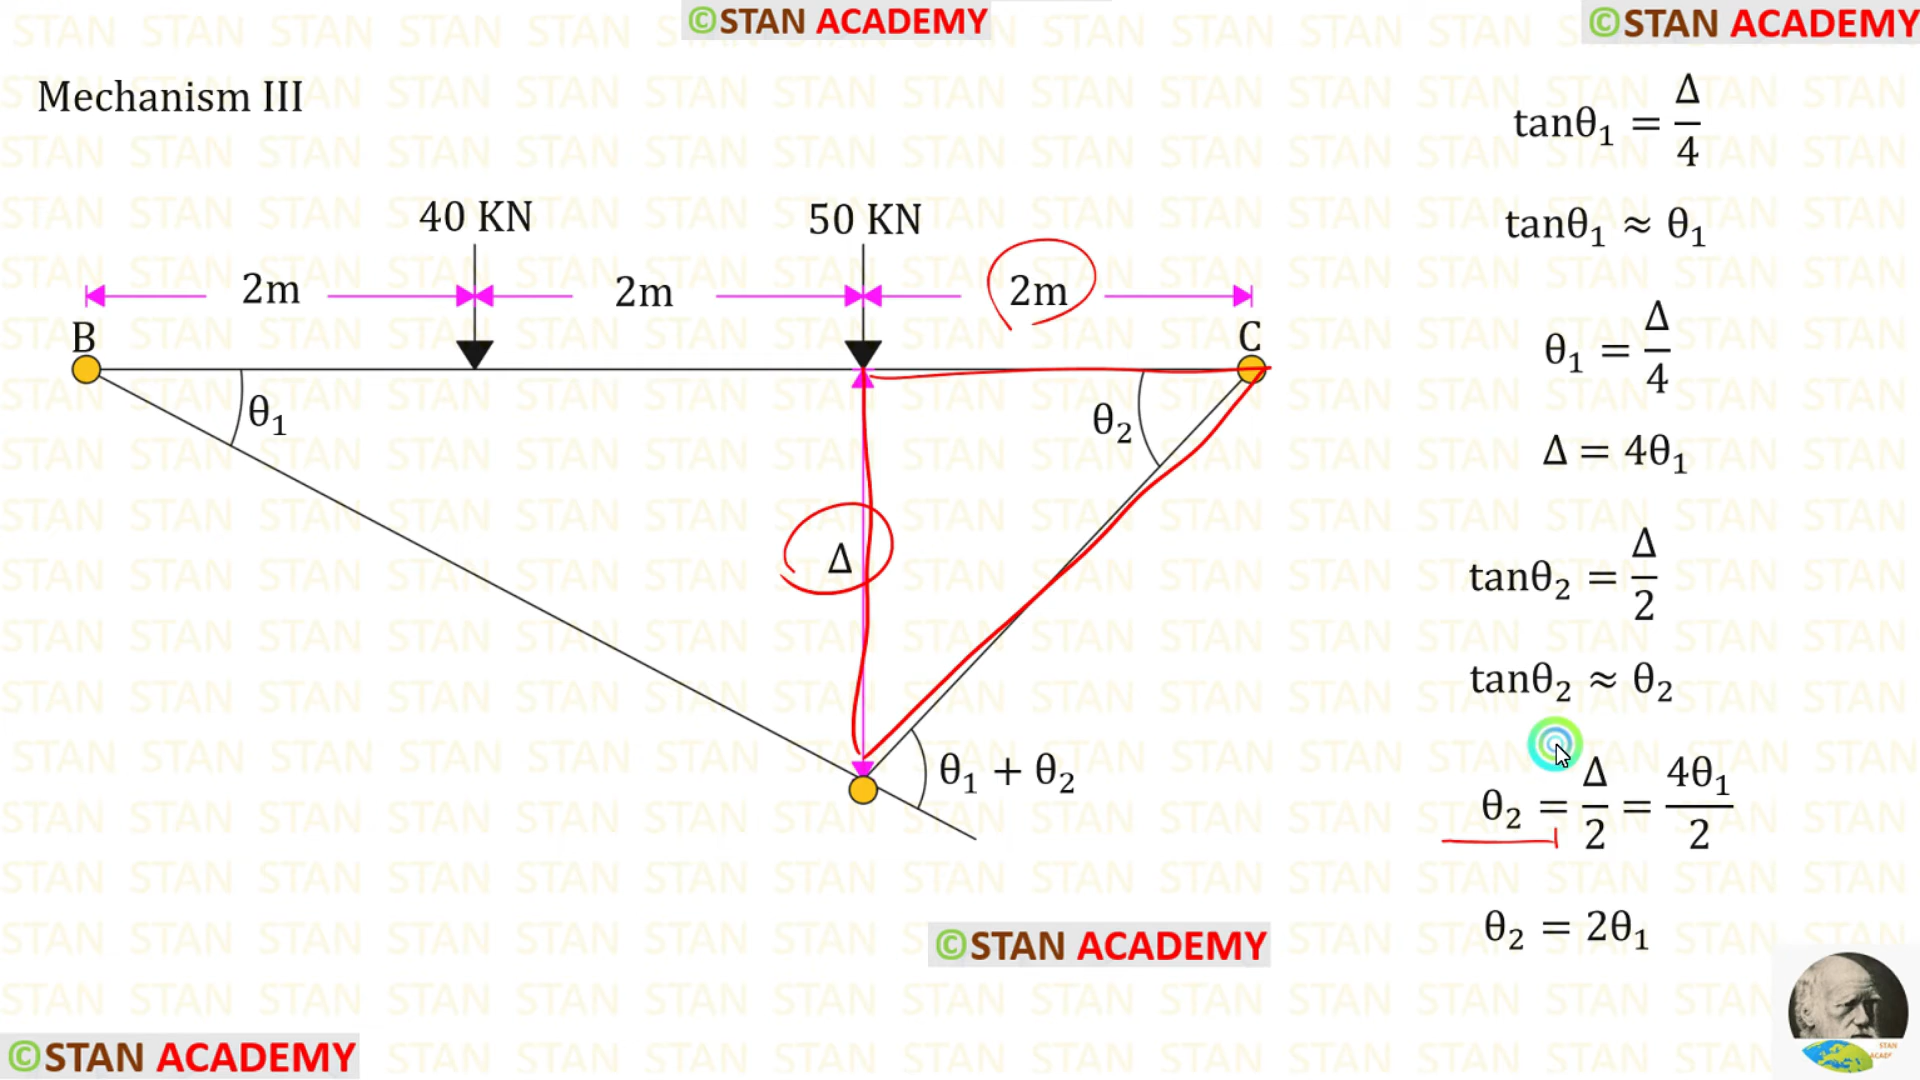 ©STAN ACADEMY
©STAN ACADEMY
Mechanism III
40 KN
50 KN
2m
2m
2m
B
C
θ₁
θ₂
Δ
θ₁ + θ₂
tanθ₁ = Δ/4
tanθ₁ ≈ θ₁
θ₁ = Δ/4
Δ = 4θ₁
tanθ₂ = Δ/2
tanθ₂ ≈ θ₂
θ₂ = Δ/2 = 4θ₁/2
θ₂ = 2θ₁
©STAN ACADEMY
©STAN ACADEMY